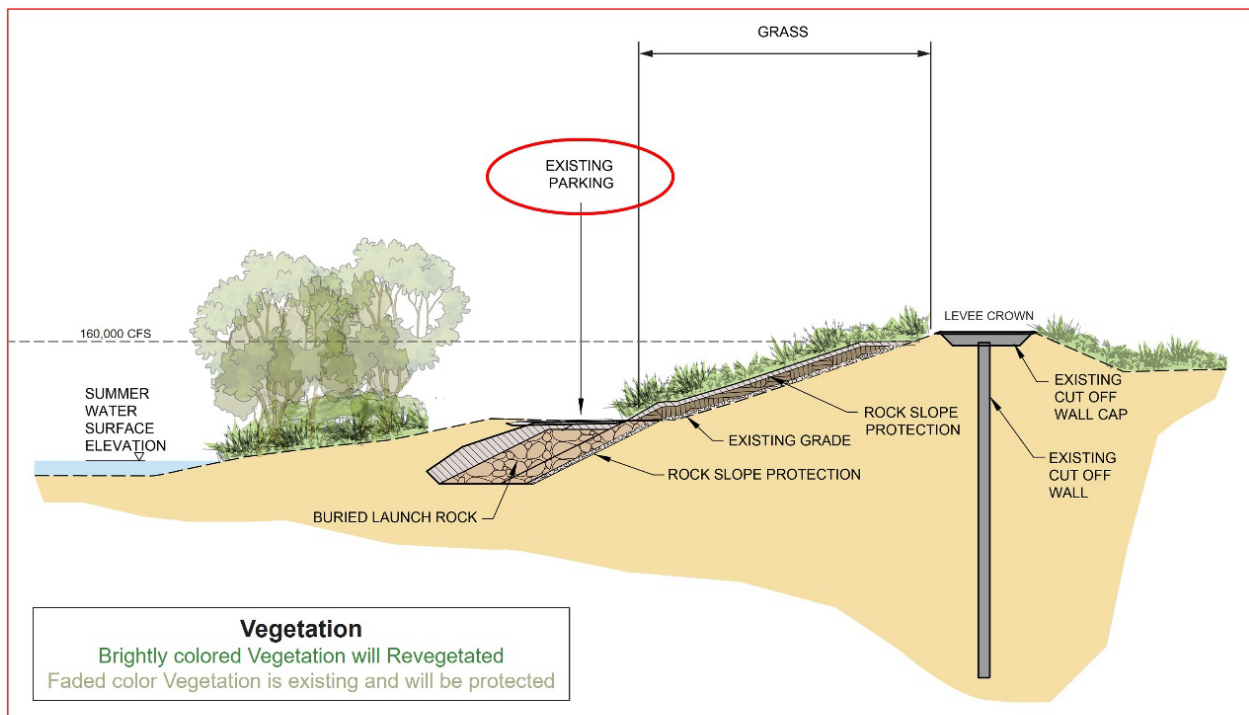 GRASS
EXISTING
PARKING
160,000 CFS
LEVEE CROWN
SUMMER
WATER
SURFACE
ELEVATION
EXISTING
CUT OFF
WALL CAP
ROCK SLOPE
PROTECTION
EXISTING GRADE
ROCK SLOPE PROTECTION
EXISTING
CUT OFF
WALL
BURIED LAUNCH ROCK
Vegetation
Brightly colored Vegetation will Revegetated
Faded color Vegetation is existing and will be protected